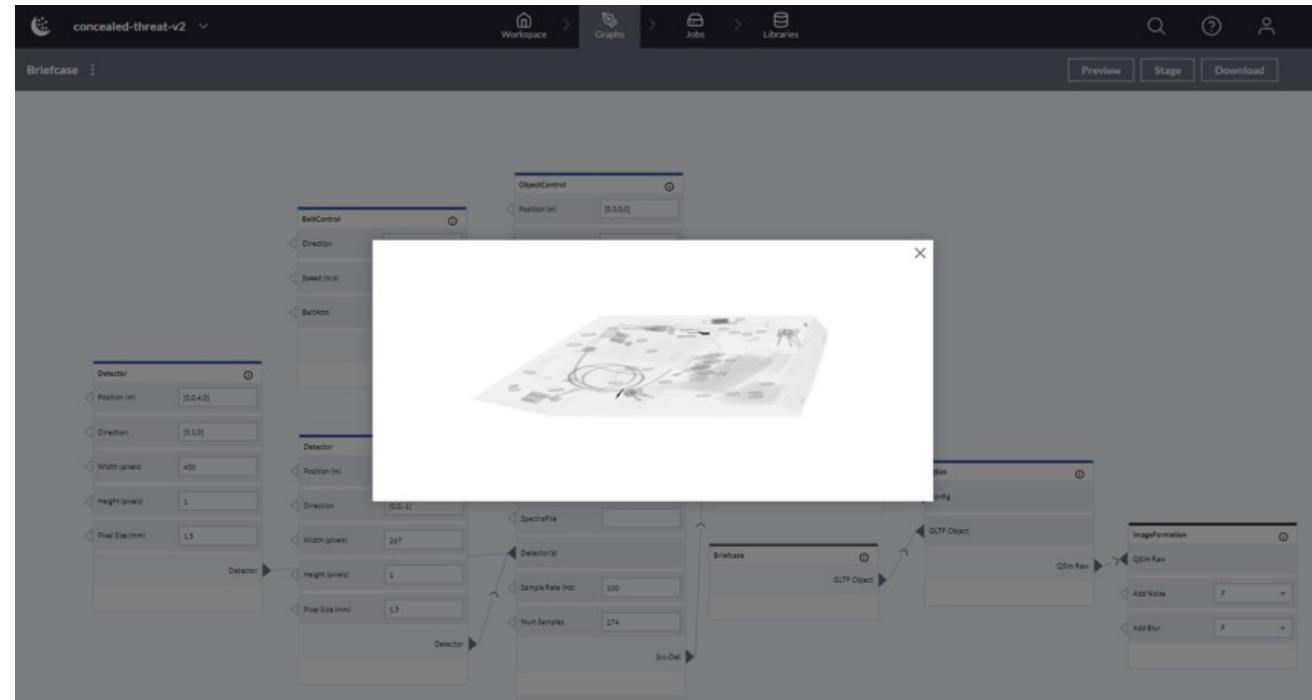 concealed-threat-v2
Workspace
Graphs
Jobs
Libraries
Briefcase
Preview
Stage
Download
ObjectControl
Position (m)
BeltControl
Direction
Speed (m/s)
BeltAttn
Detector
Position (m)
[0,0.4,0]
Direction
[0,1,0]
Width (pixels)
400
Height (pixels)
1
Pixel Size (mm)
1.5
Detector
Detector
Position (m)
Direction
[0,0,-1]
Width (pixels)
267
Height (pixels)
1
Pixel Size (mm)
1.5
Detector
SpectraFile
Detector(s)
Sample Rate (Hz)
100
Num Samples
274
Src-Det
Briefcase
GLTF Object
GLTF Object
QSim Raw
ImageFormation
QSim Raw
Add Noise
F
Add Blur
F